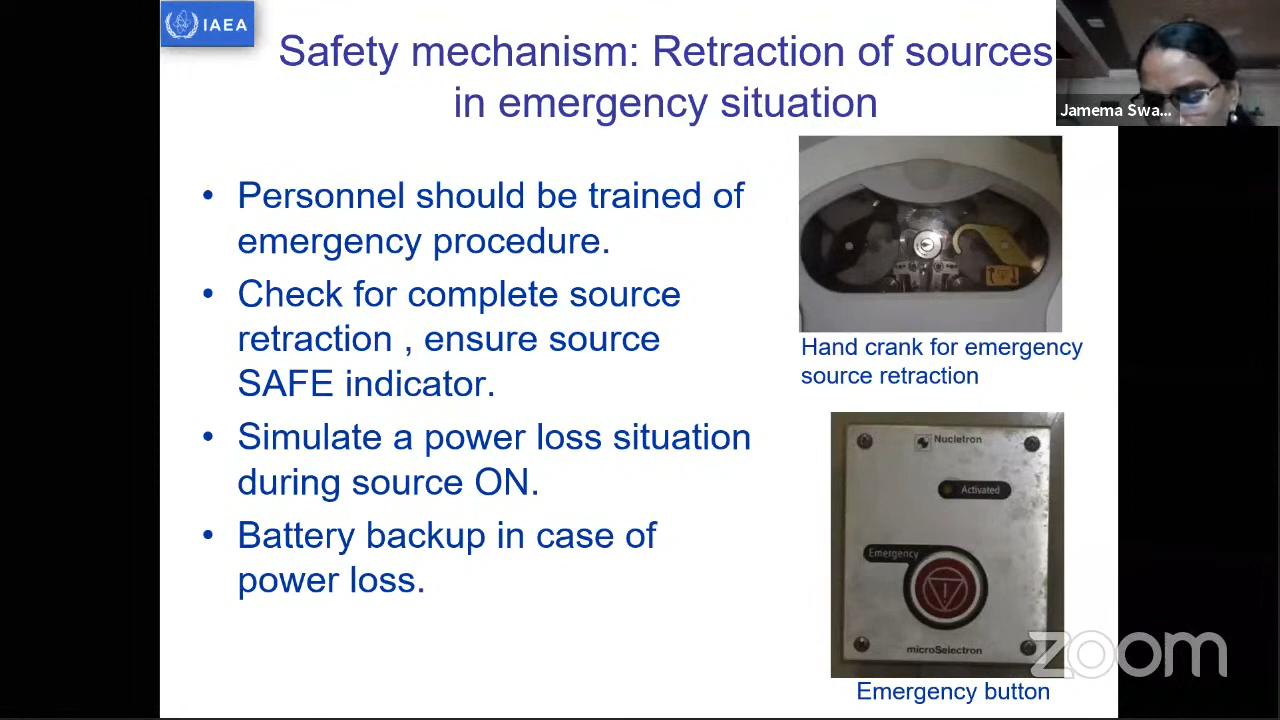 IAEA
Safety mechanism: Retraction of sources
in emergency situation
Jamema Swa...
• Personnel should be trained of
emergency procedure.
• Check for complete source
retraction , ensure source
SAFE indicator.
• Simulate a power loss situation
during source ON.
• Battery backup in case of
power loss.
Hand crank for emergency
source retraction
Nucletron
Activated
Emergency
microSelectron
Emergency button
zoom